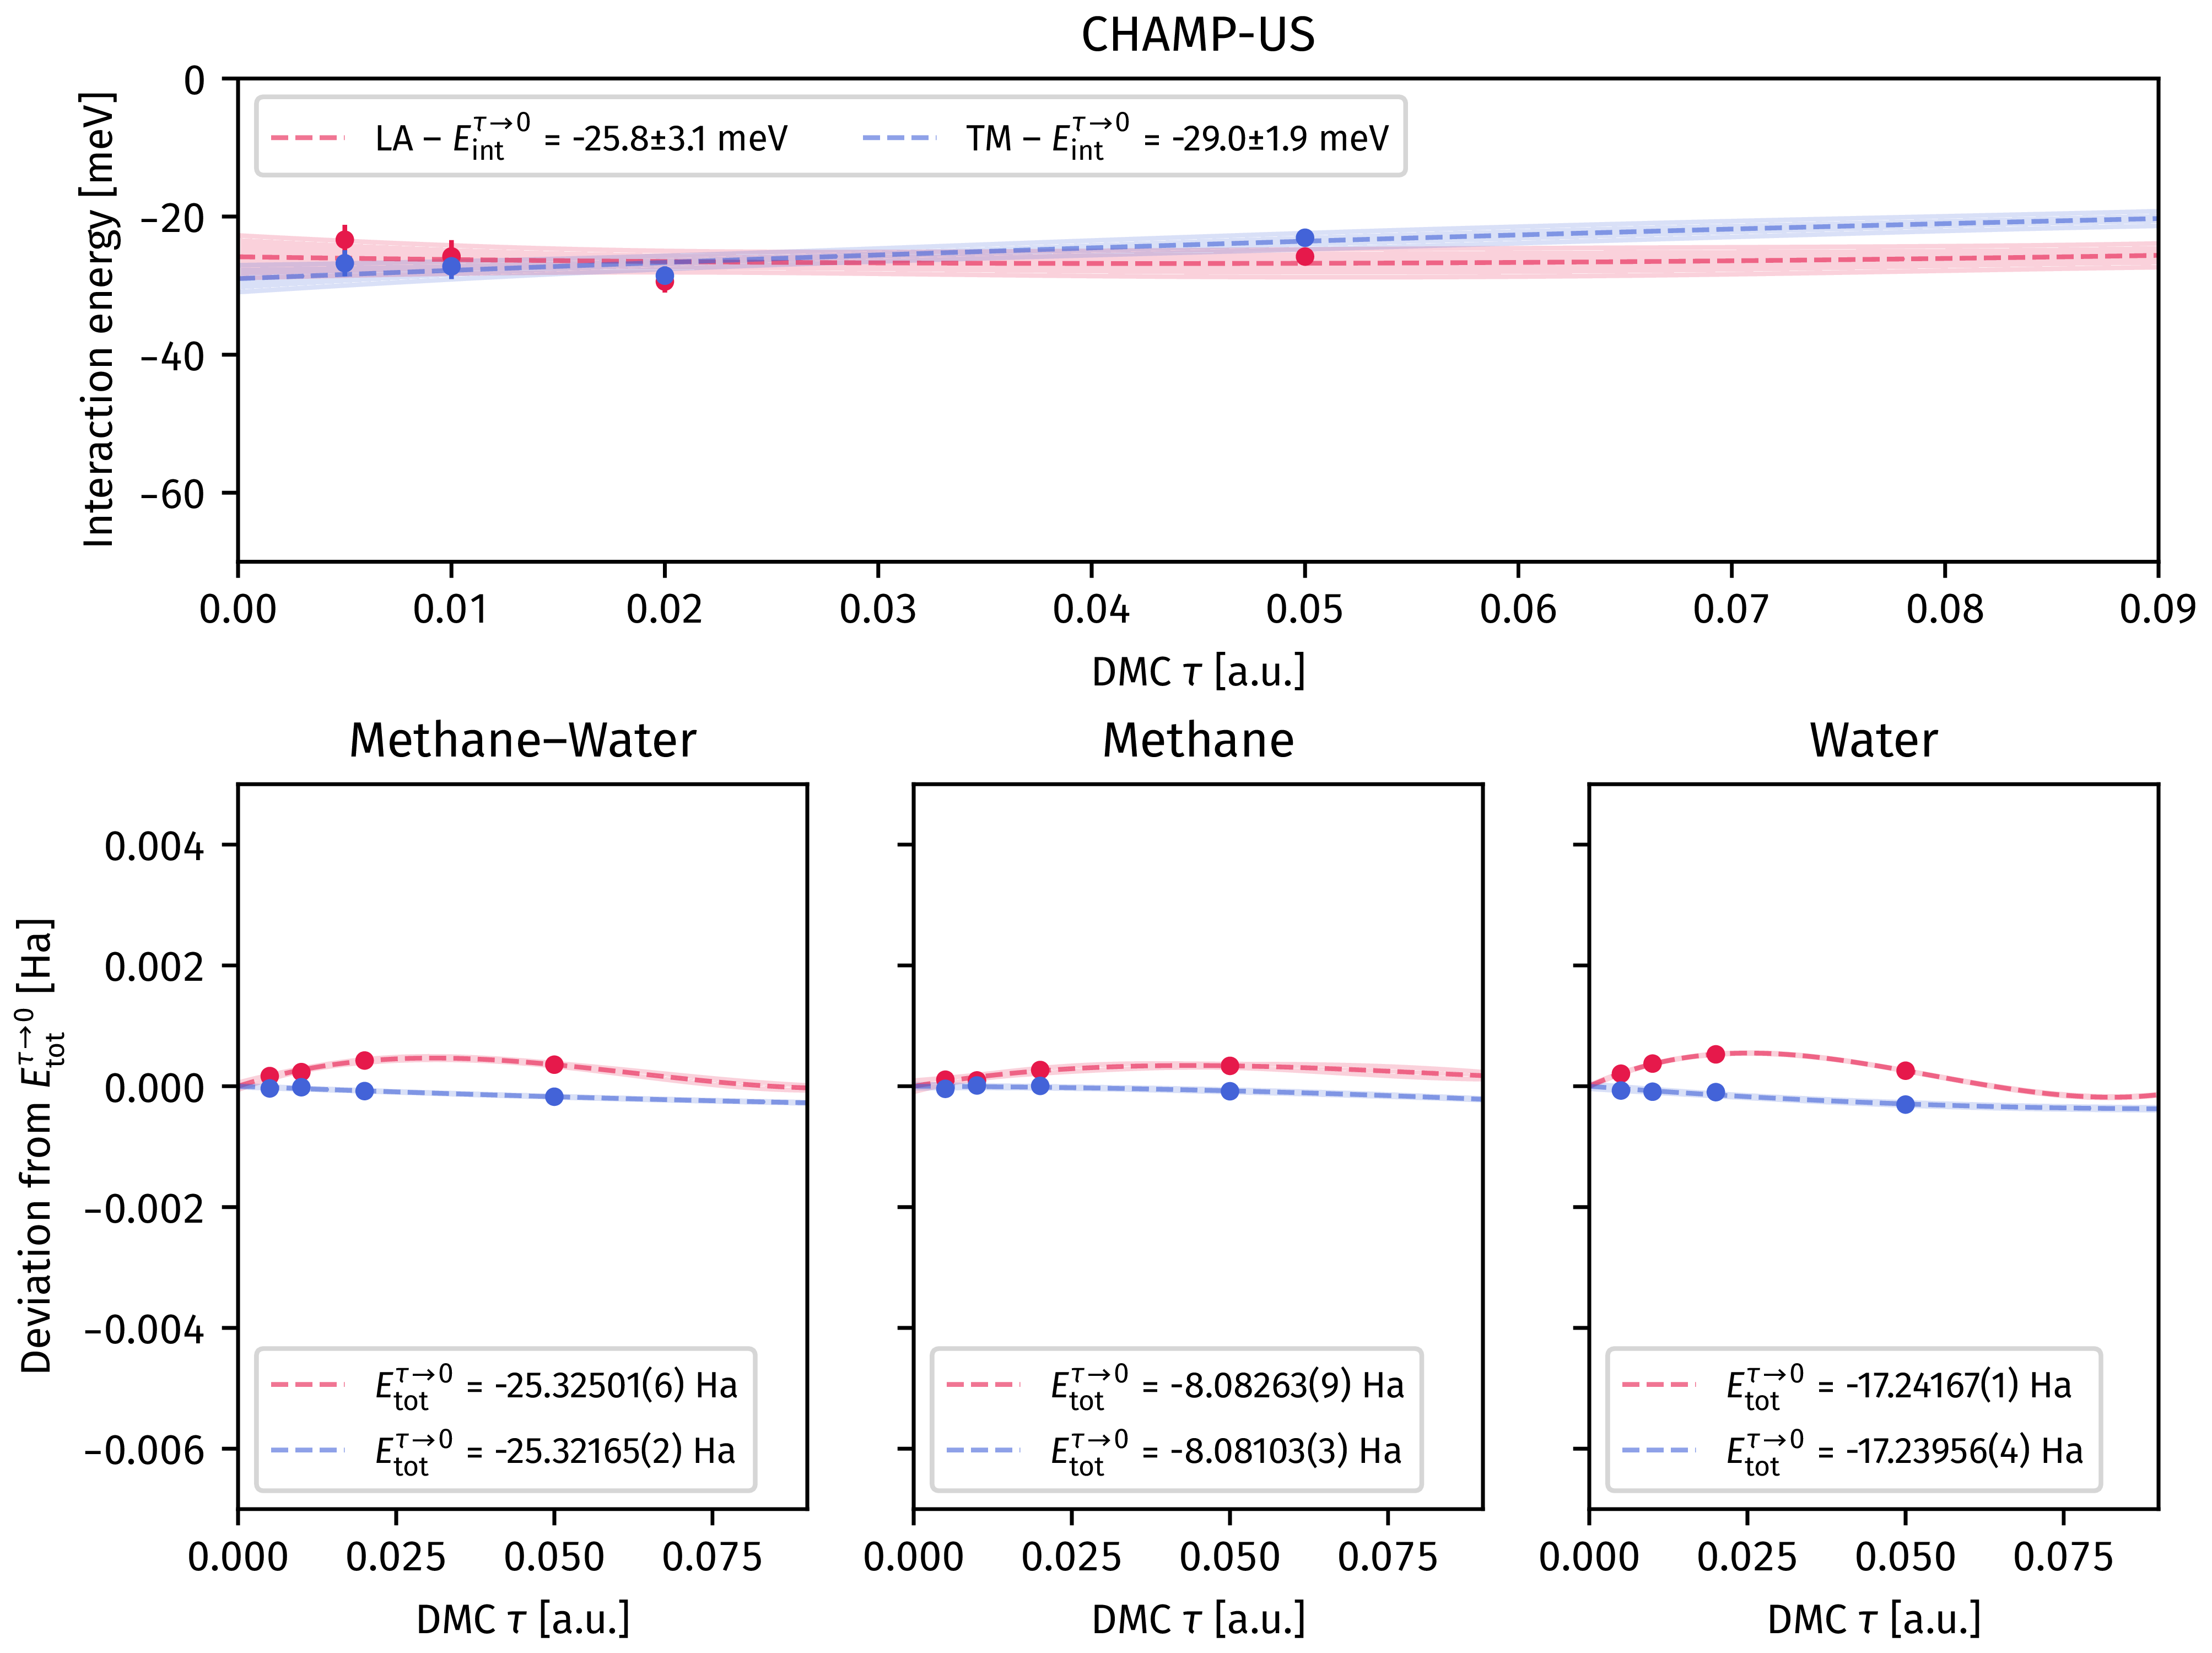 CHAMP-US
Interaction energy [meV]
0
−20
−40
−60
LA – E_int^{τ→0} = -25.8±3.1 meV
TM – E_int^{τ→0} = -29.0±1.9 meV
0.00 0.01 0.02 0.03 0.04 0.05 0.06 0.07 0.08 0.09
DMC τ [a.u.]
Methane–Water
Methane
Water
Deviation from E_tot^{τ→0} [Ha]
0.004
0.002
0.000
−0.002
−0.004
−0.006
E_tot^{τ→0} = -25.32501(6) Ha
E_tot^{τ→0} = -25.32165(2) Ha
E_tot^{τ→0} = -8.08263(9) Ha
E_tot^{τ→0} = -8.08103(3) Ha
E_tot^{τ→0} = -17.24167(1) Ha
E_tot^{τ→0} = -17.23956(4) Ha
0.000 0.025 0.050 0.075
0.000 0.025 0.050 0.075
0.000 0.025 0.050 0.075
DMC τ [a.u.]
DMC τ [a.u.]
DMC τ [a.u.]